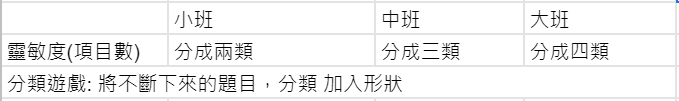 小班 中班 大班
靈敏度(項目數) 分成兩類 分成三類 分成四類
分類遊戲: 將不斷下來的題目，分類 加入形狀